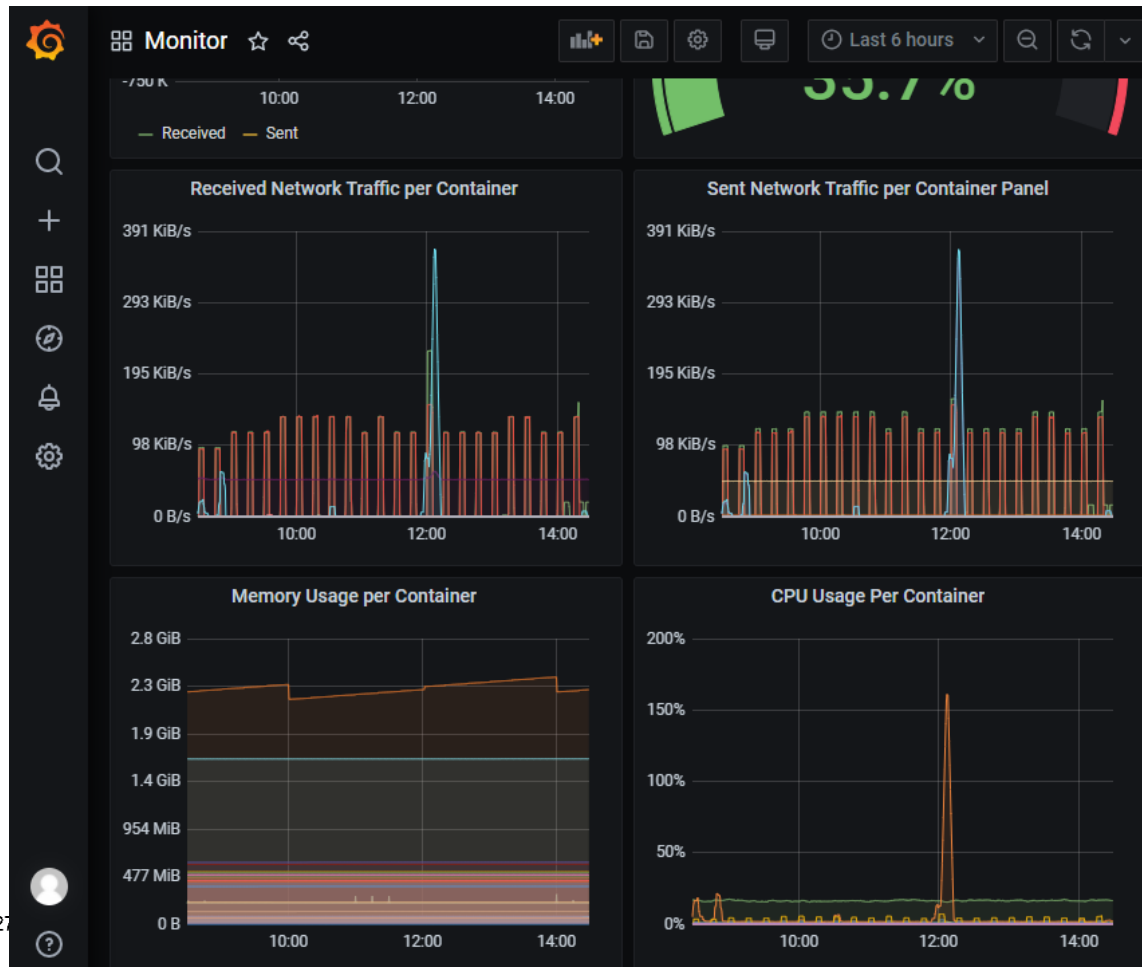 Monitor
Last 6 hours
-750 K
10:00 12:00 14:00
Received Sent
Received Network Traffic per Container
391 KiB/s
293 KiB/s
195 KiB/s
98 KiB/s
0 B/s
10:00 12:00 14:00
Sent Network Traffic per Container Panel
391 KiB/s
293 KiB/s
195 KiB/s
98 KiB/s
0 B/s
10:00 12:00 14:00
Memory Usage per Container
2.8 GiB
2.3 GiB
1.9 GiB
1.4 GiB
954 MiB
477 MiB
0 B
10:00 12:00 14:00
CPU Usage Per Container
200%
150%
100%
50%
0%
10:00 12:00 14:00